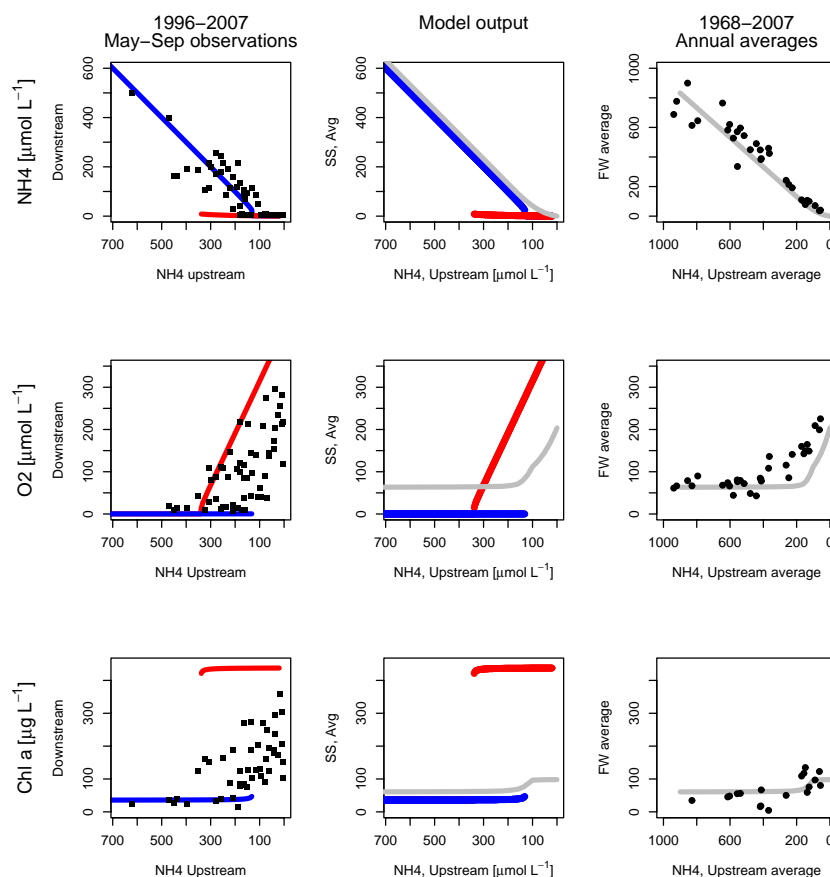 1996−2007
May−Sep observations
Model output
1968−2007
Annual averages
NH4 [μmol L−1]
Downstream
0 200 400 600
700 500 300 100
NH4 upstream
SS, Avg
0 200 400 600
700 500 300 100
NH4, Upstream [μmol L−1]
FW average
0 200 400 600 1000
1000 600 200 0
NH4, Upstream average
O2 [μmol L−1]
Downstream
0 100 200 300
700 500 300 100
NH4 Upstream
SS, Avg
0 100 200 300
700 500 300 100
NH4, Upstream [μmol L−1]
FW average
0 100 200 300
1000 600 200 0
NH4, Upstream average
Chl a [μg L−1]
Downstream
0 100 300
700 500 300 100
NH4 Upstream
SS, Avg
0 100 300
700 500 300 100
NH4, Upstream [μmol L−1]
FW average
0 100 300
1000 600 200 0
NH4, Upstream average